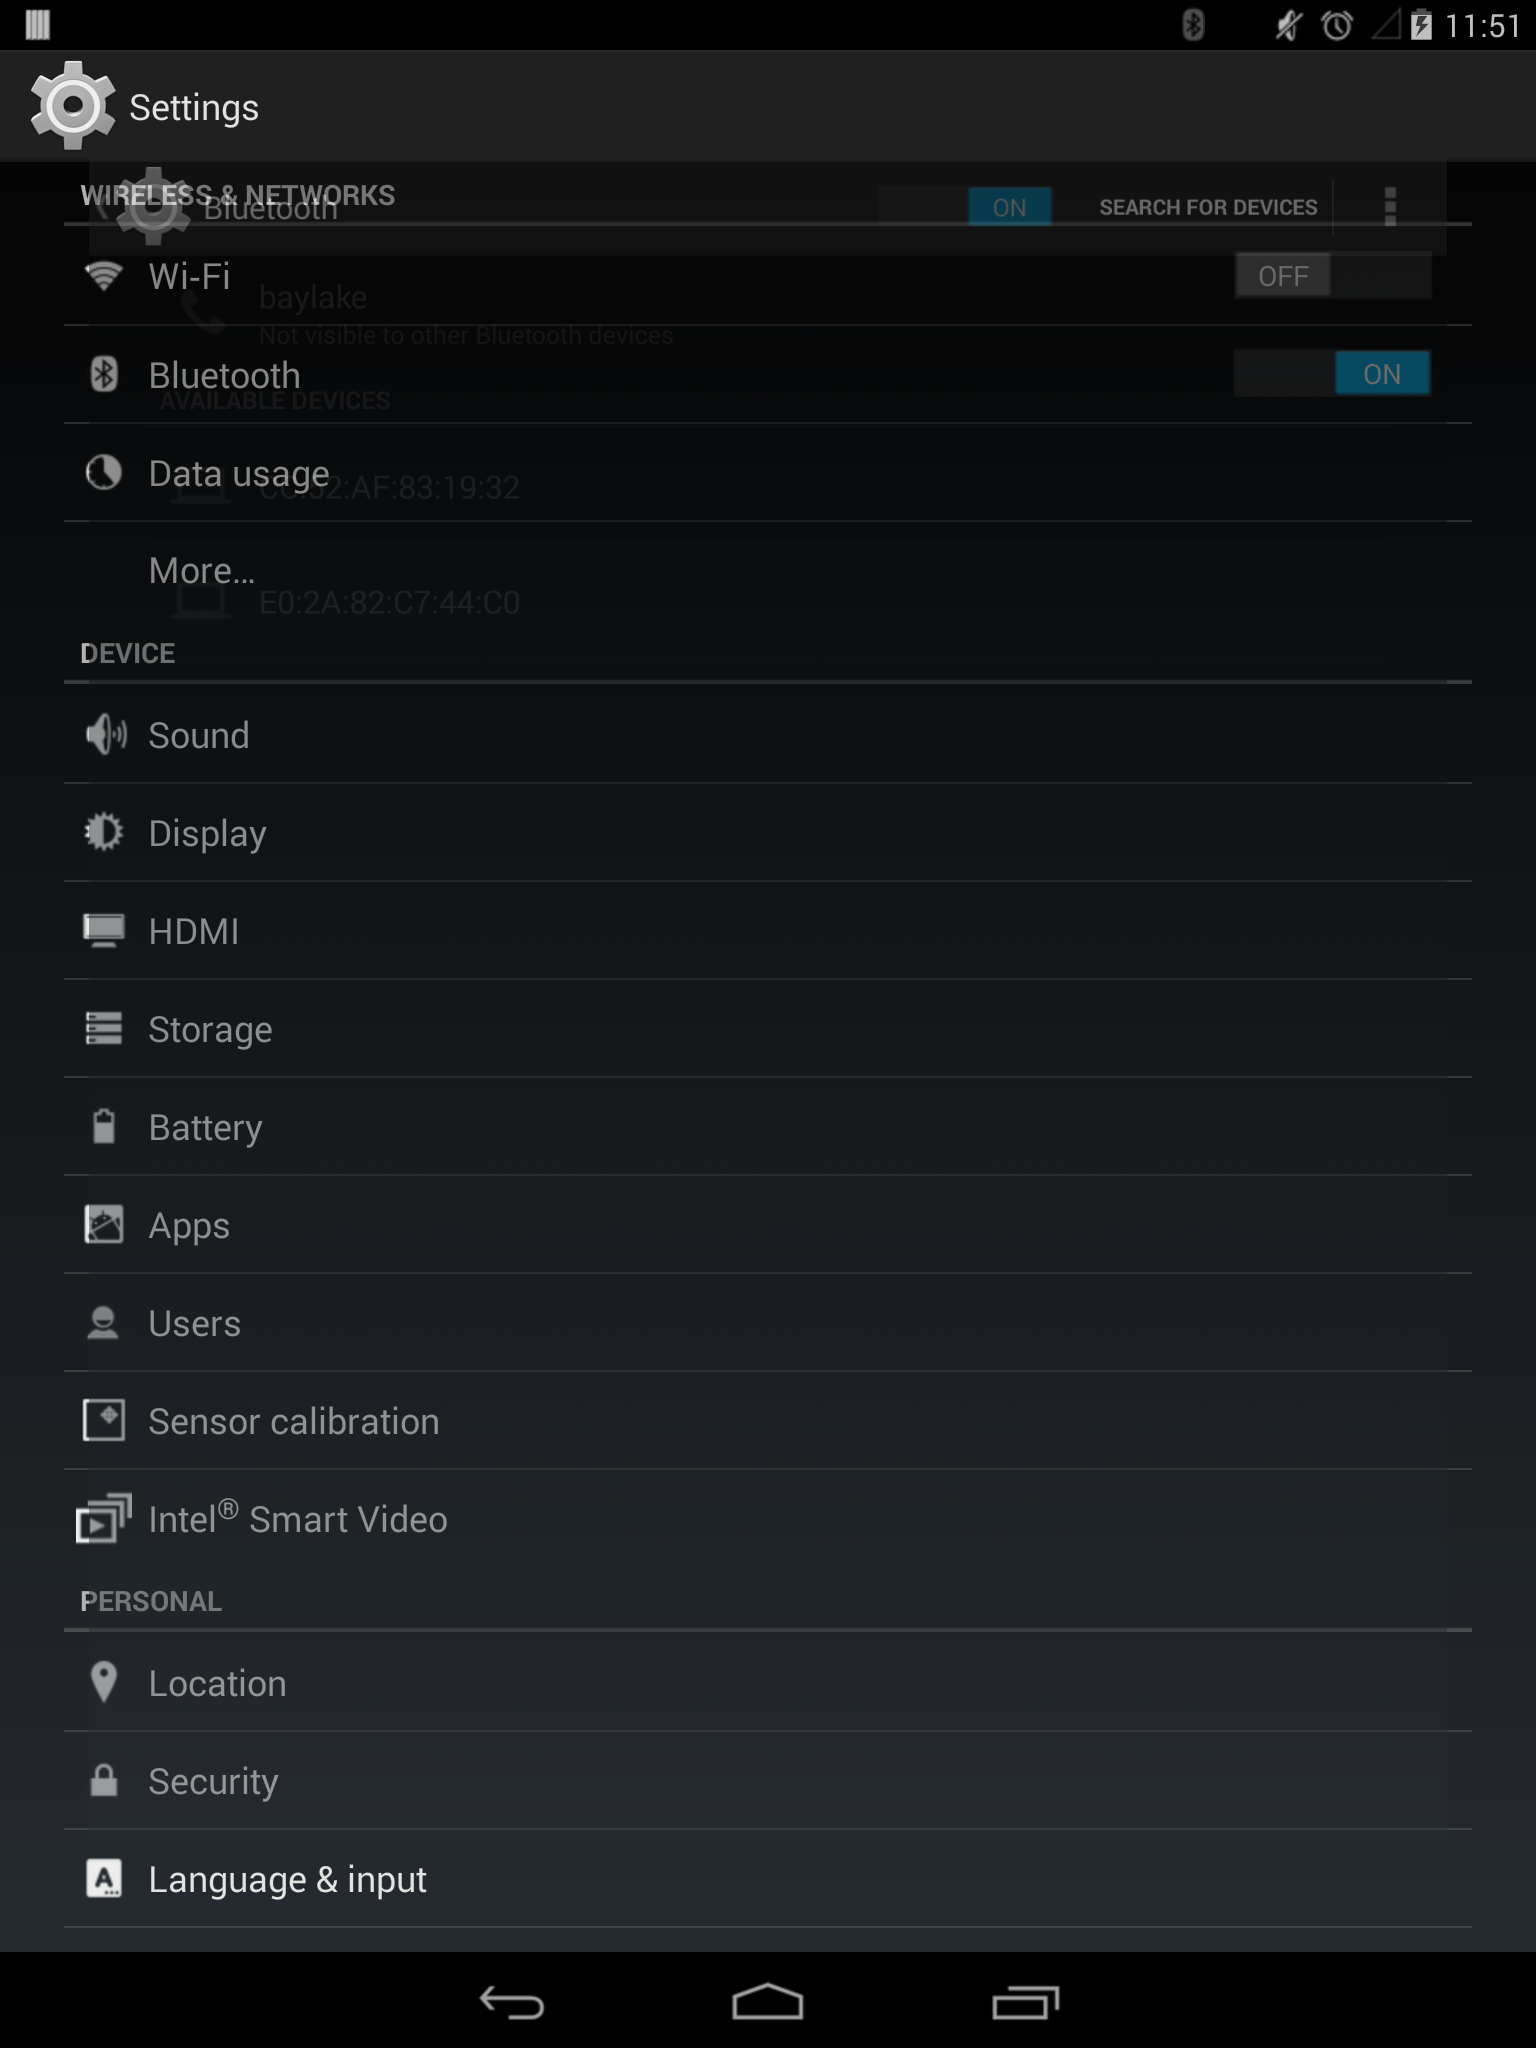 11:51
Settings
WIRELESS & NETWORKS
Bluetooth
ON
SEARCH FOR DEVICES
Wi-Fi
OFF
baylake
Not visible to other Bluetooth devices
Bluetooth
ON
AVAILABLE DEVICES
Data usage
:AF:83:19:32
More...
E0:2A:82:C7:44:C0
DEVICE
Sound
Display
HDMI
Storage
Battery
Apps
Users
Sensor calibration
Intel® Smart Video
PERSONAL
Location
Security
Language & input